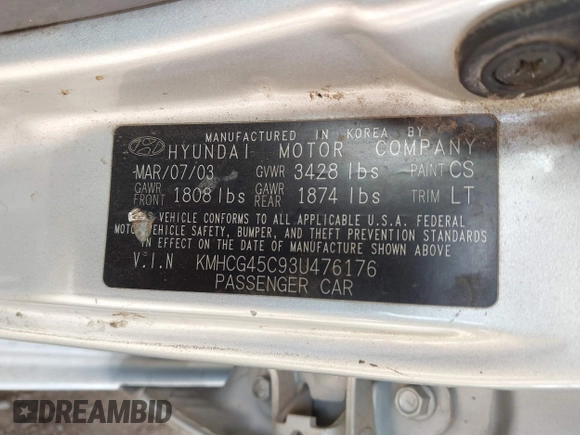 MANUFACTURED IN KOREA BY
HYUNDAI MOTOR COMPANY
MAR/07/03 GVWR 3428 lbs PAINT CS
GAWR FRONT 1808 lbs GAWR REAR 1874 lbs TRIM LT
VEHICLE CONFORMS TO ALL APPLICABLE U.S.A. FEDERAL
MOTOR VEHICLE SAFETY, BUMPER, AND THEFT PREVENTION STANDARDS
IN EFFECT ON THE DATE OF MANUFACTURE SHOWN ABOVE
V.I.N KMHCG45C93U476176
PASSENGER CAR
DREAMBID